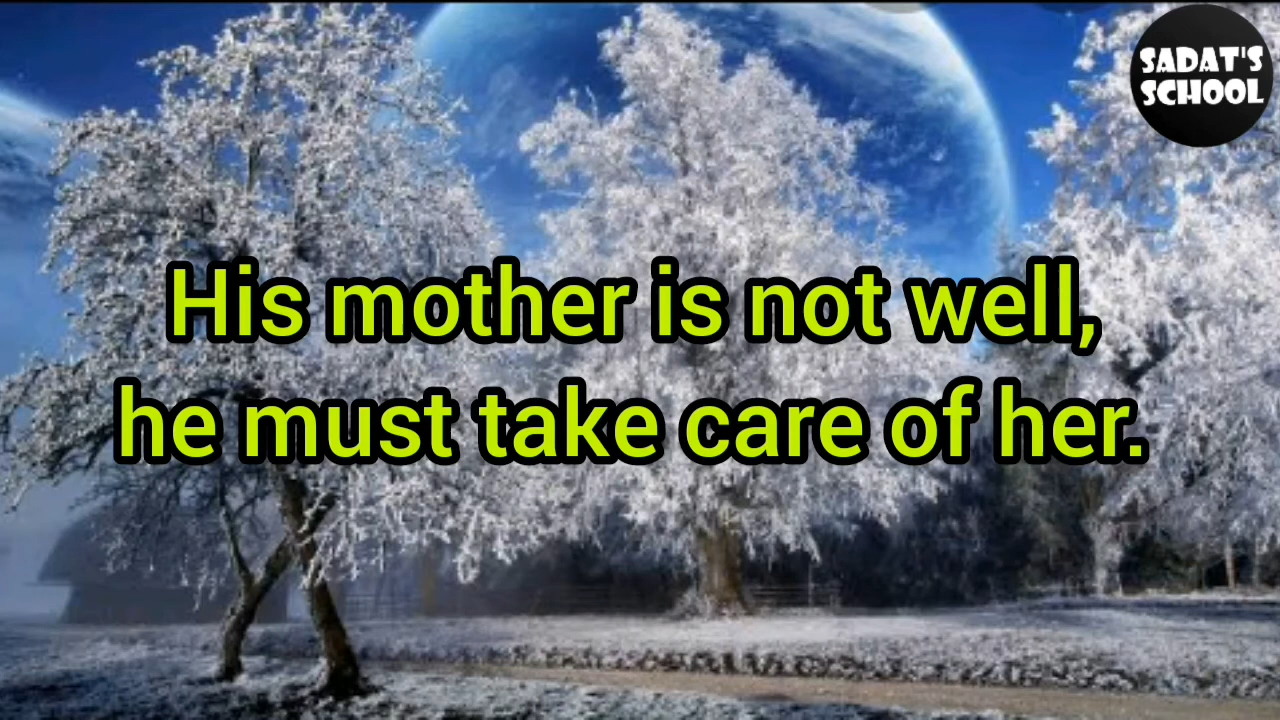 SADAT'S
SCHOOL
His mother is not well,
he must take care of her.